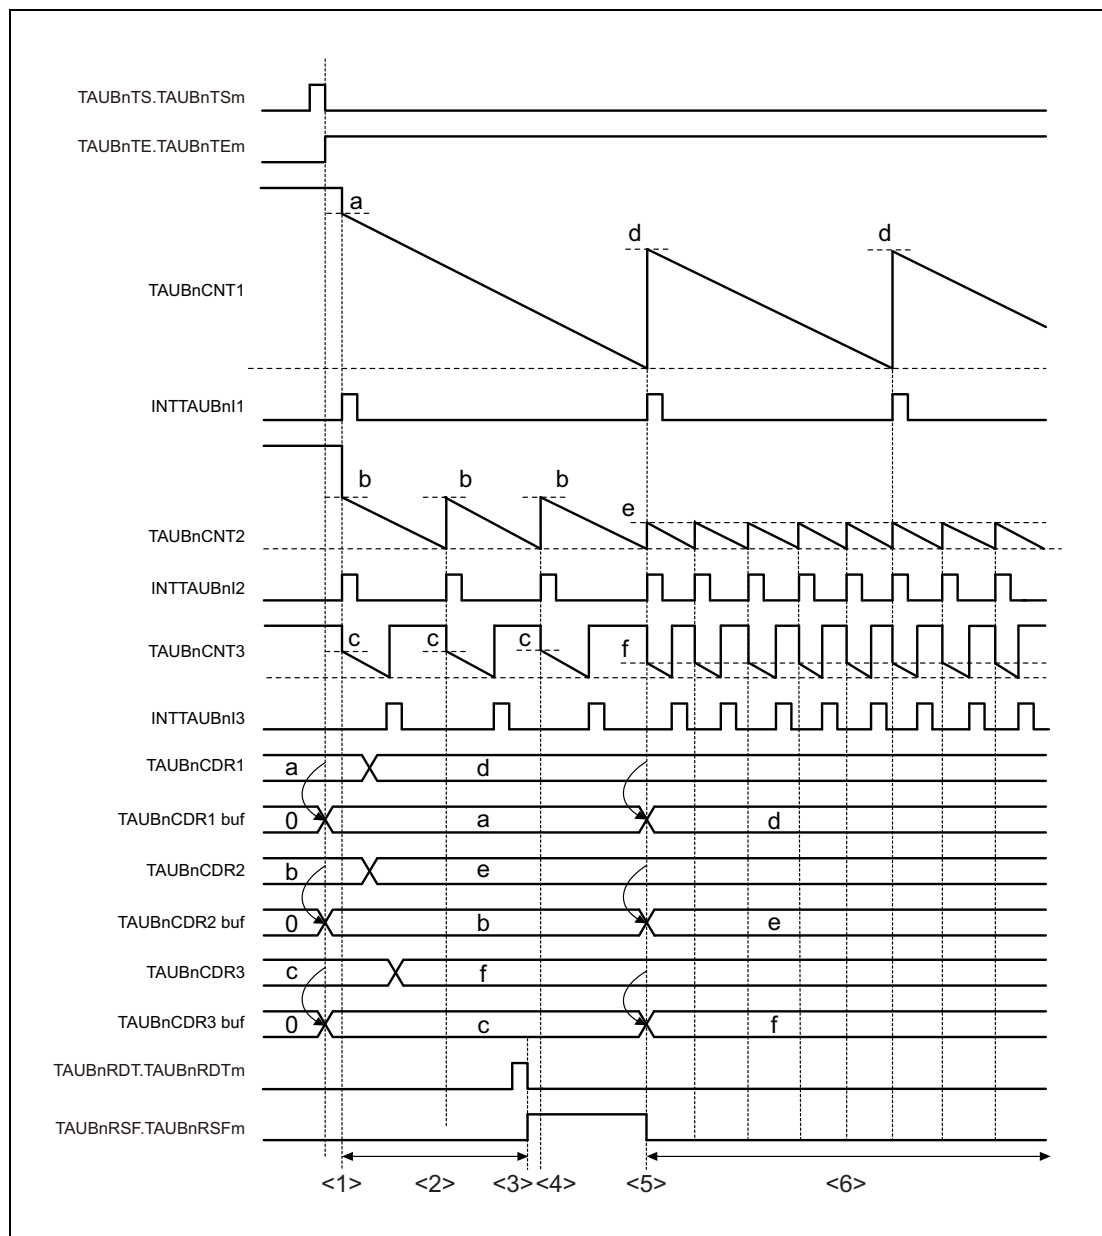 TAUBnTS.TAUBnTSm
TAUBnTE.TAUBnTEm
a
d
d
TAUBnCNT1
INTTAUBnI1
b
b
b
e
TAUBnCNT2
INTTAUBnI2
c
c
c
f
TAUBnCNT3
INTTAUBnI3
TAUBnCDR1
a
d
TAUBnCDR1 buf
0
a
d
TAUBnCDR2
b
e
TAUBnCDR2 buf
0
b
e
TAUBnCDR3
c
f
TAUBnCDR3 buf
0
c
f
TAUBnRDT.TAUBnRDTm
TAUBnRSF.TAUBnRSFm
<1> <2> <3> <4> <5> <6>